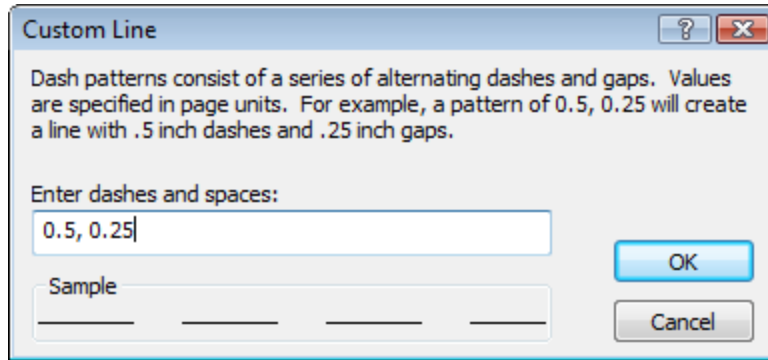 Custom Line
Dash patterns consist of a series of alternating dashes and gaps. Values
are specified in page units. For example, a pattern of 0.5, 0.25 will create
a line with .5 inch dashes and .25 inch gaps.
Enter dashes and spaces:
0.5, 0.25
OK
Sample
Cancel